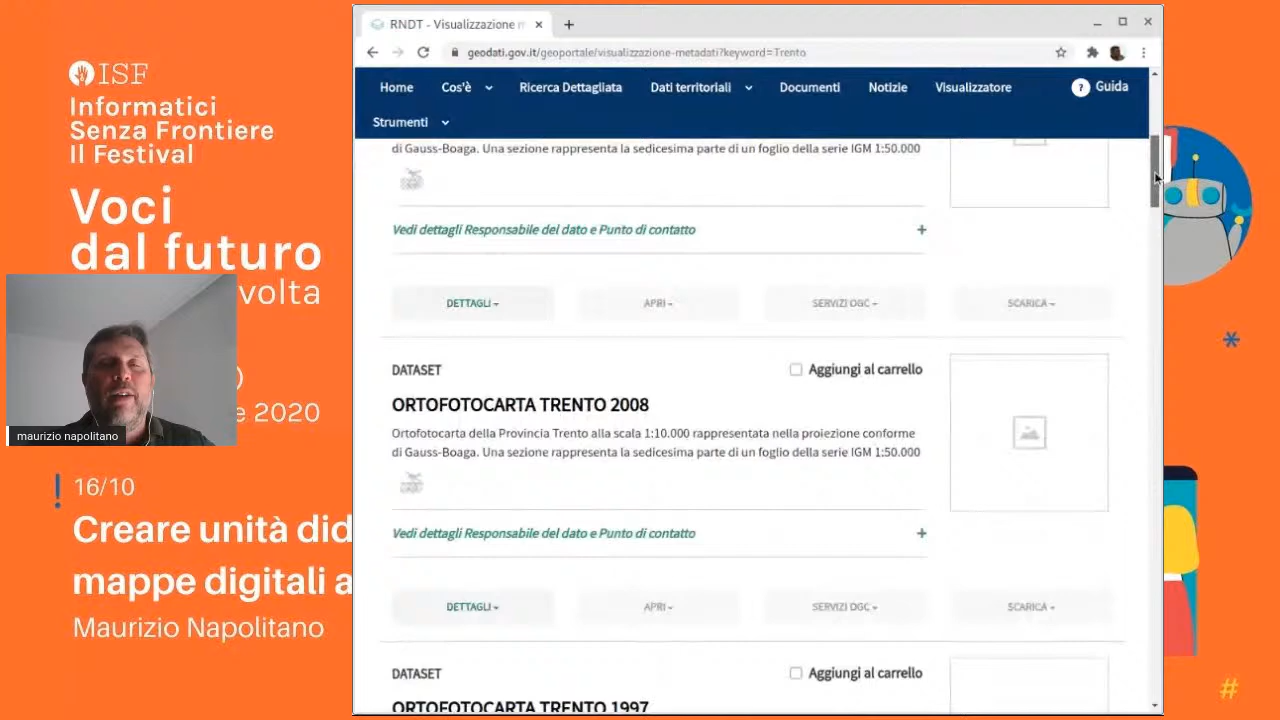 ISF
Informatici
Senza Frontiere
Il Festival
Voci
dal futuro
volta
)
e 2020
maurizio napolitano
16/10
Creare unità did
mappe digitali a
Maurizio Napolitano
RNDT - Visualizzazione
geodati.gov.it/geoportale/visualizzazione-metadati?keyword=Trento
Home Cos'è Ricerca Dettagliata Dati territoriali Documenti Notizie Visualizzatore ? Guida
Strumenti
di Gauss-Boaga. Una sezione rappresenta la sedicesima parte di un foglio della serie IGM 1:50.000
Vedi dettagli Responsabile del dato e Punto di contatto +
DETTAGLI APRI SERVIZI OGC SCARICA
DATASET Aggiungi al carrello
ORTOFOTOCARTA TRENTO 2008
Ortofotocarta della Provincia Trento alla scala 1:10.000 rappresentata nella proiezione conforme
di Gauss-Boaga. Una sezione rappresenta la sedicesima parte di un foglio della serie IGM 1:50.000
Vedi dettagli Responsabile del dato e Punto di contatto +
DETTAGLI APRI SERVIZI OGC SCARICA
DATASET Aggiungi al carrello
ORTOFOTOCARTA TRENTO 1997
*
#